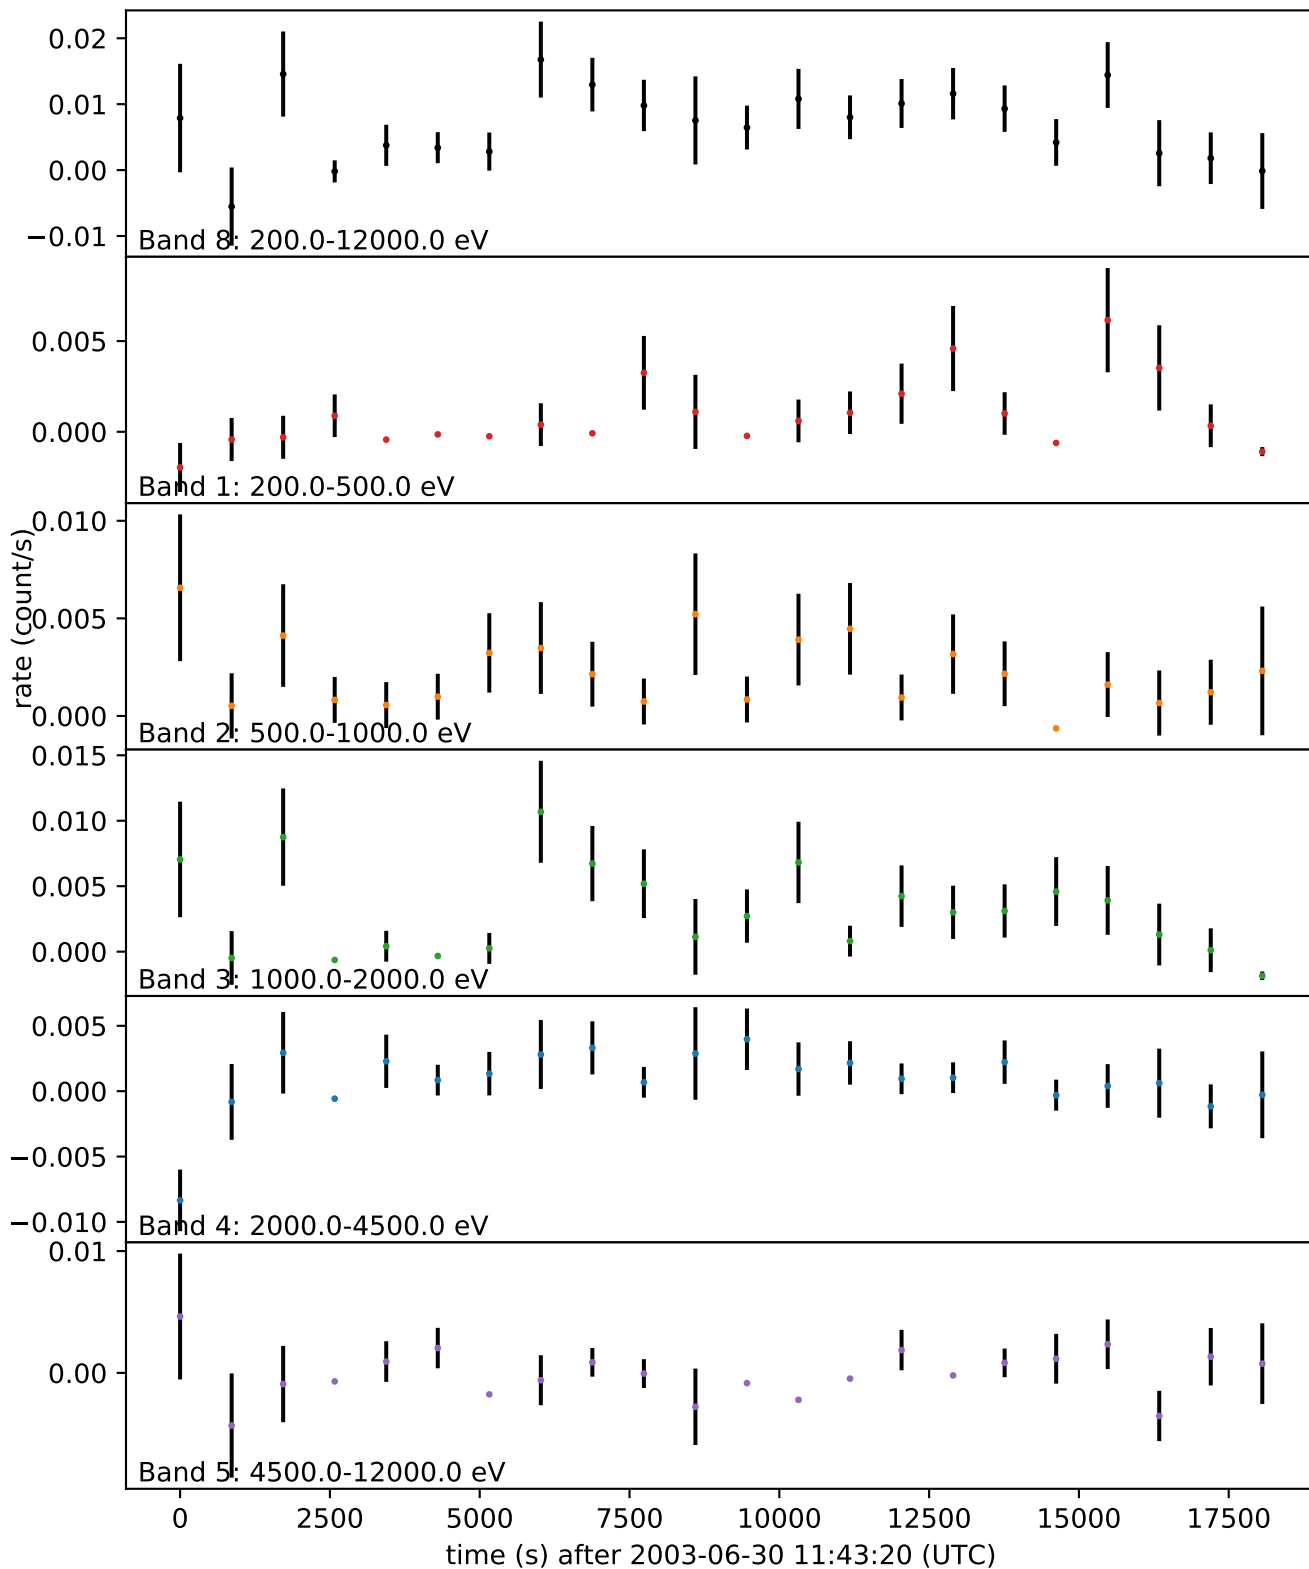 0.02
0.01
0.00
−0.01
Band 8: 200.0-12000.0 eV
0.005
0.000
Band 1: 200.0-500.0 eV
rate (count/s)
0.010
0.005
0.000
Band 2: 500.0-1000.0 eV
0.015
0.010
0.005
0.000
Band 3: 1000.0-2000.0 eV
0.005
0.000
−0.005
−0.010
Band 4: 2000.0-4500.0 eV
0.01
0.00
Band 5: 4500.0-12000.0 eV
0 2500 5000 7500 10000 12500 15000 17500
time (s) after 2003-06-30 11:43:20 (UTC)